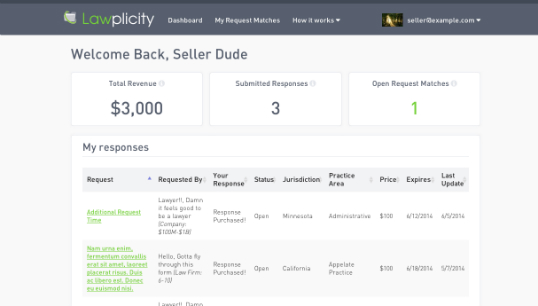 Lawplicity Dashboard My Request Matches How it works seller@example.com
Welcome Back, Seller Dude
Total Revenue
$3,000
Submitted Responses
3
Open Request Matches
1
My responses
Request Requested By Your Response Status Jurisdiction Practice Area Price Expires Last Update
Additional Request Time
Lawyer!!, Damn
it feels good to
be a lawyer
(Company:
$100M-$1B)
Response
Purchased!
Open Minnesota Administrative $100 6/12/2014 6/5/2014
Nam urna enim,
fermentum convallis
erat sit amet, laoreet
placerat risus. Duis
ac libero est. Donec
eu euismod nisi.
Hello, Gotta fly
through this
form (Law Firm:
6-10)
Response
Purchased!
Open California Appelate Practice $100 6/18/2014 5/7/2014
Lawyer!!, Damn